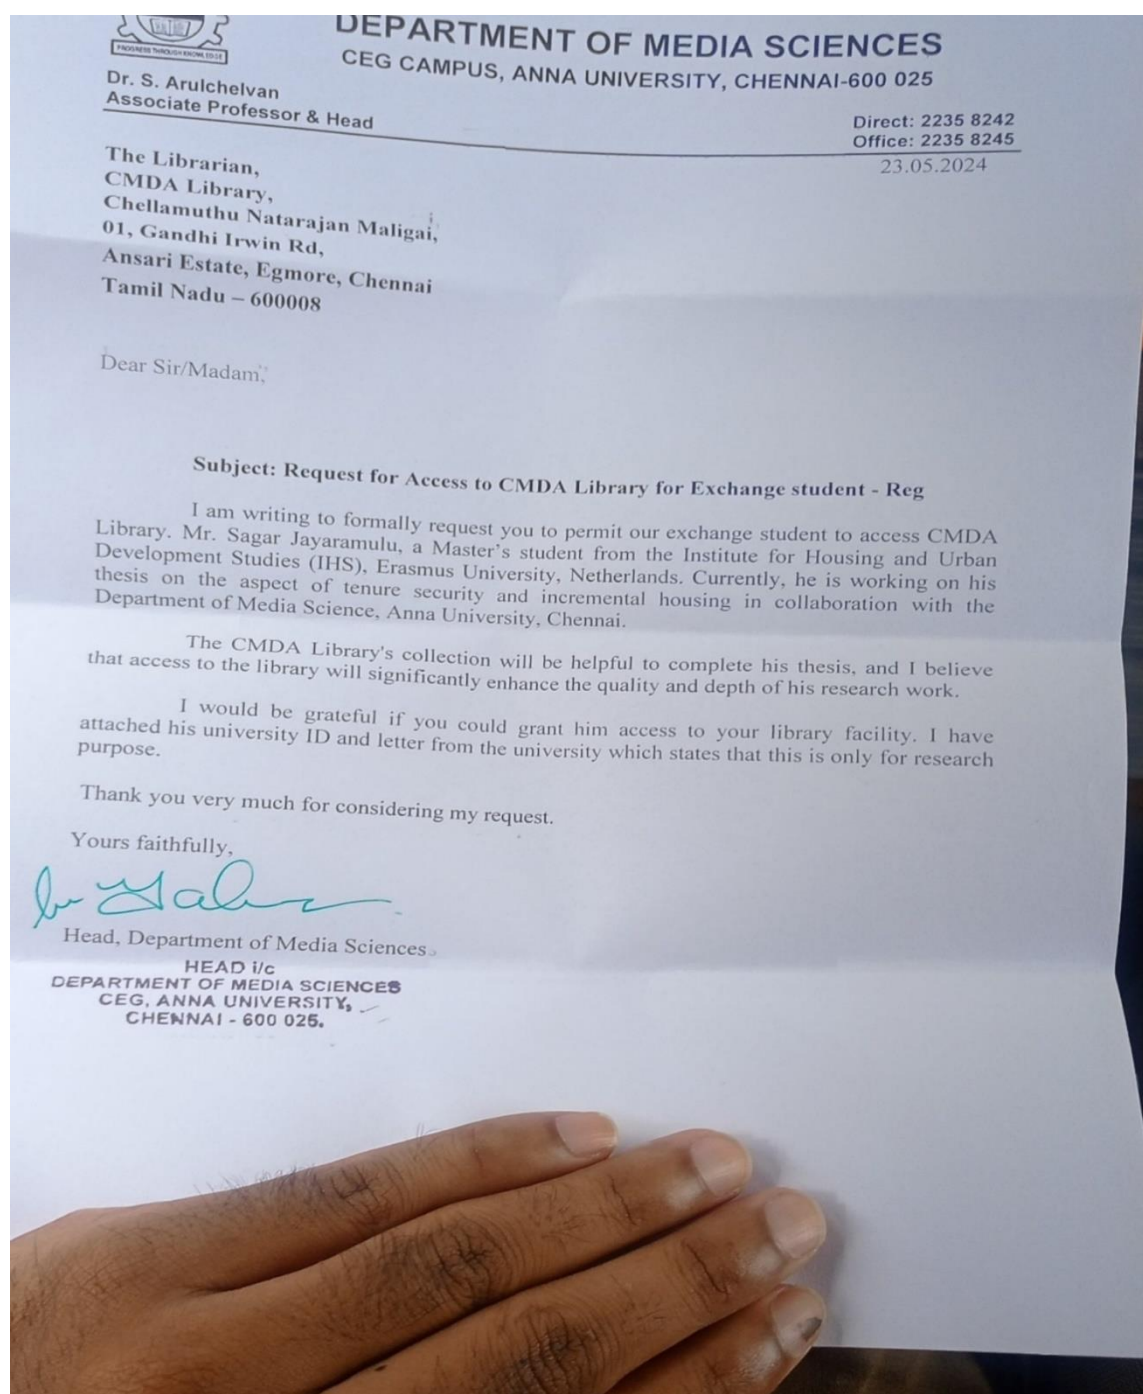 PROGRESS THROUGH KNOWLEDGE
DEPARTMENT OF MEDIA SCIENCES
CEG CAMPUS, ANNA UNIVERSITY, CHENNAI-600 025
Dr. S. Arulchelvan
Associate Professor & Head
Direct: 2235 8242
Office: 2235 8245
23.05.2024
The Librarian,
CMDA Library,
Chellamuthu Natarajan Maligai,
01, Gandhi Irwin Rd,
Ansari Estate, Egmore, Chennai
Tamil Nadu – 600008
Dear Sir/Madam,
Subject: Request for Access to CMDA Library for Exchange student - Reg
I am writing to formally request you to permit our exchange student to access CMDA
Library. Mr. Sagar Jayaramulu, a Master's student from the Institute for Housing and Urban
Development Studies (IHS), Erasmus University, Netherlands. Currently, he is working on his
thesis on the aspect of tenure security and incremental housing in collaboration with the
Department of Media Science, Anna University, Chennai.
The CMDA Library's collection will be helpful to complete his thesis, and I believe
that access to the library will significantly enhance the quality and depth of his research work.
I would be grateful if you could grant him access to your library facility. I have
attached his university ID and letter from the university which states that this is only for research
purpose.
Thank you very much for considering my request.
Yours faithfully,
Head, Department of Media Sciences
HEAD i/c
DEPARTMENT OF MEDIA SCIENCES
CEG, ANNA UNIVERSITY,
CHENNAI - 600 025.